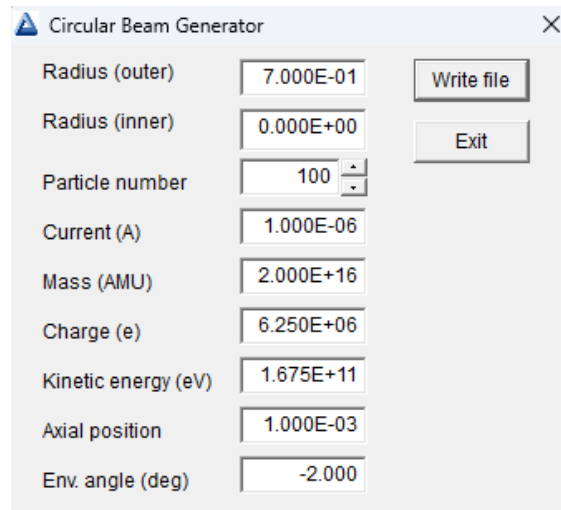 Circular Beam Generator
Radius (outer) 7.000E-01 Write file
Radius (inner) 0.000E+00 Exit
Particle number 100
Current (A) 1.000E-06
Mass (AMU) 2.000E+16
Charge (e) 6.250E+06
Kinetic energy (eV) 1.675E+11
Axial position 1.000E-03
Env. angle (deg) -2.000